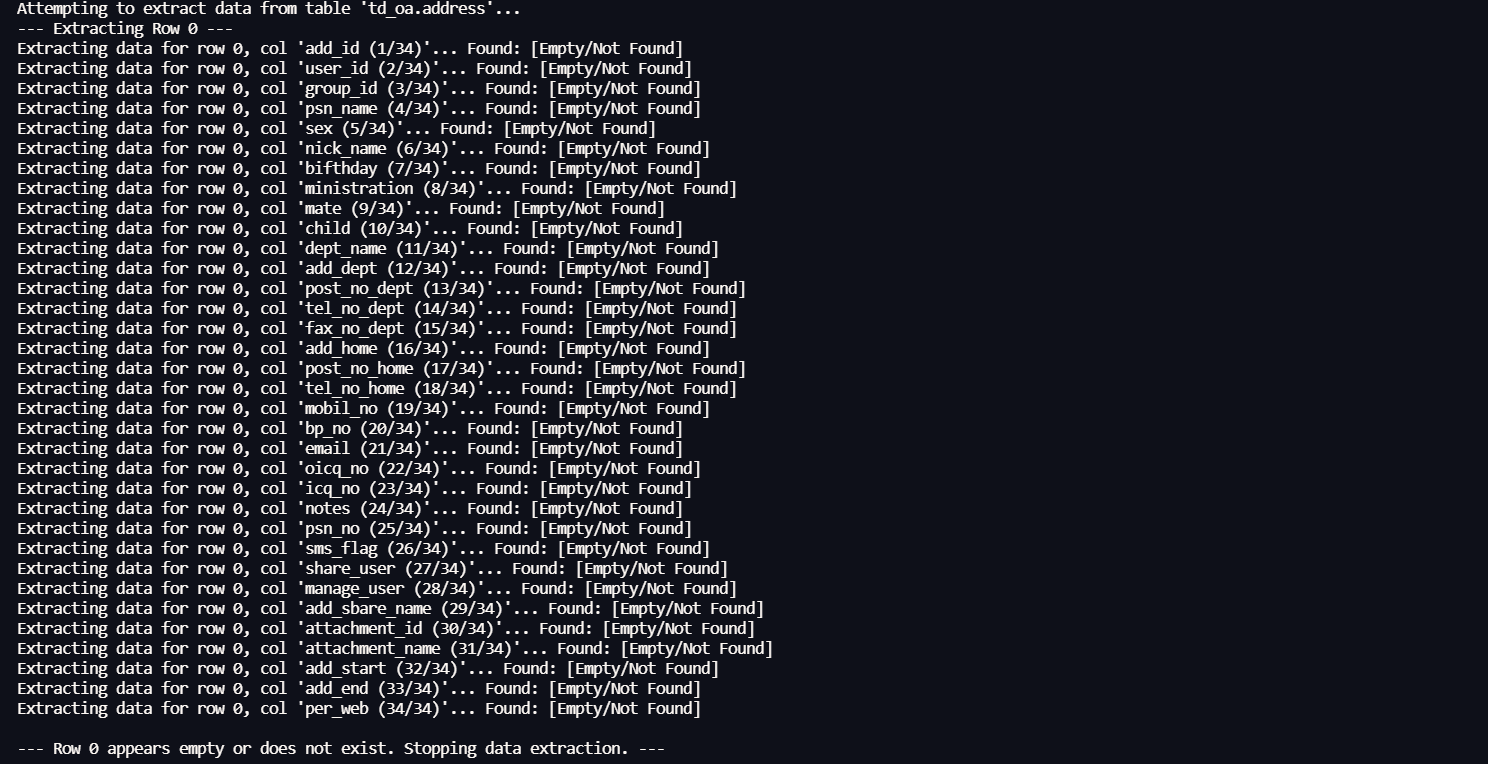 Attempting to extract data from table 'td_oa.address'...
--- Extracting Row 0 ---
Extracting data for row 0, col 'add_id (1/34)'... Found: [Empty/Not Found]
Extracting data for row 0, col 'user_id (2/34)'... Found: [Empty/Not Found]
Extracting data for row 0, col 'group_id (3/34)'... Found: [Empty/Not Found]
Extracting data for row 0, col 'psn_name (4/34)'... Found: [Empty/Not Found]
Extracting data for row 0, col 'sex (5/34)'... Found: [Empty/Not Found]
Extracting data for row 0, col 'nick_name (6/34)'... Found: [Empty/Not Found]
Extracting data for row 0, col 'bifthday (7/34)'... Found: [Empty/Not Found]
Extracting data for row 0, col 'ministration (8/34)'... Found: [Empty/Not Found]
Extracting data for row 0, col 'mate (9/34)'... Found: [Empty/Not Found]
Extracting data for row 0, col 'child (10/34)'... Found: [Empty/Not Found]
Extracting data for row 0, col 'dept_name (11/34)'... Found: [Empty/Not Found]
Extracting data for row 0, col 'add_dept (12/34)'... Found: [Empty/Not Found]
Extracting data for row 0, col 'post_no_dept (13/34)'... Found: [Empty/Not Found]
Extracting data for row 0, col 'tel_no_dept (14/34)'... Found: [Empty/Not Found]
Extracting data for row 0, col 'fax_no_dept (15/34)'... Found: [Empty/Not Found]
Extracting data for row 0, col 'add_home (16/34)'... Found: [Empty/Not Found]
Extracting data for row 0, col 'post_no_home (17/34)'... Found: [Empty/Not Found]
Extracting data for row 0, col 'tel_no_home (18/34)'... Found: [Empty/Not Found]
Extracting data for row 0, col 'mobil_no (19/34)'... Found: [Empty/Not Found]
Extracting data for row 0, col 'bp_no (20/34)'... Found: [Empty/Not Found]
Extracting data for row 0, col 'email (21/34)'... Found: [Empty/Not Found]
Extracting data for row 0, col 'oicq_no (22/34)'... Found: [Empty/Not Found]
Extracting data for row 0, col 'icq_no (23/34)'... Found: [Empty/Not Found]
Extracting data for row 0, col 'notes (24/34)'... Found: [Empty/Not Found]
Extracting data for row 0, col 'psn_no (25/34)'... Found: [Empty/Not Found]
Extracting data for row 0, col 'sms_flag (26/34)'... Found: [Empty/Not Found]
Extracting data for row 0, col 'share_user (27/34)'... Found: [Empty/Not Found]
Extracting data for row 0, col 'manage_user (28/34)'... Found: [Empty/Not Found]
Extracting data for row 0, col 'add_sbare_name (29/34)'... Found: [Empty/Not Found]
Extracting data for row 0, col 'attachment_id (30/34)'... Found: [Empty/Not Found]
Extracting data for row 0, col 'attachment_name (31/34)'... Found: [Empty/Not Found]
Extracting data for row 0, col 'add_start (32/34)'... Found: [Empty/Not Found]
Extracting data for row 0, col 'add_end (33/34)'... Found: [Empty/Not Found]
Extracting data for row 0, col 'per_web (34/34)'... Found: [Empty/Not Found]
--- Row 0 appears empty or does not exist. Stopping data extraction. ---